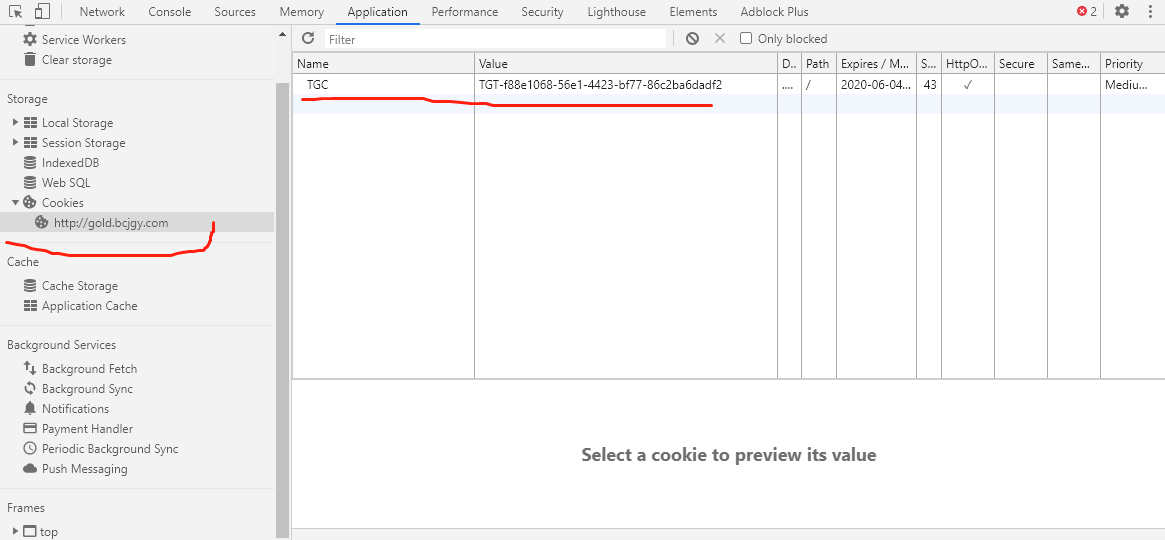 Network Console Sources Memory Application Performance Security Lighthouse Elements Adblock Plus 2
Service Workers
Clear storage
Storage
Local Storage
Session Storage
IndexedDB
Web SQL
Cookies
http://gold.bcjgy.com
Cache
Cache Storage
Application Cache
Background Services
Background Fetch
Background Sync
Notifications
Payment Handler
Periodic Background Sync
Push Messaging
Frames
top
Filter Only blocked
Name Value D.. Path Expires / M... S... HttpO... Secure Same... Priority
TGC TGT-f88e1068-56e1-4423-bf77-86c2ba6dadf2 .... / 2020-06-04... 43 ✓ Mediu...
Select a cookie to preview its value